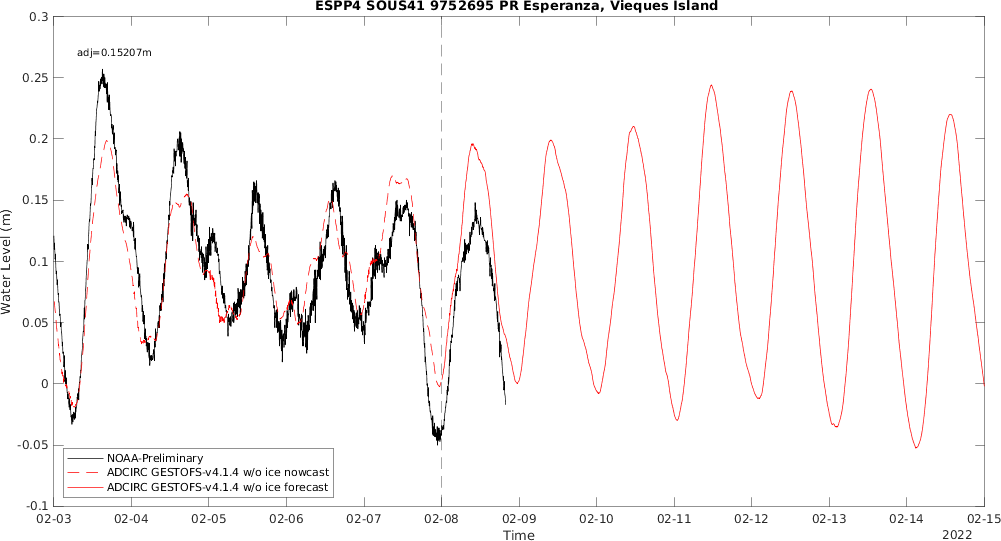 ESPP4 SOUS41 9752695 PR Esperanza, Vieques Island
0.3
adj=0.15207m
0.25
0.2
0.15
0.1
0.05
0
-0.05
-0.1
Water Level (m)
NOAA-Preliminary
ADCIRC GESTOFS-v4.1.4 w/o ice nowcast
ADCIRC GESTOFS-v4.1.4 w/o ice forecast
02-03 02-04 02-05 02-06 02-07 02-08 02-09 02-10 02-11 02-12 02-13 02-14 02-15
Time
2022